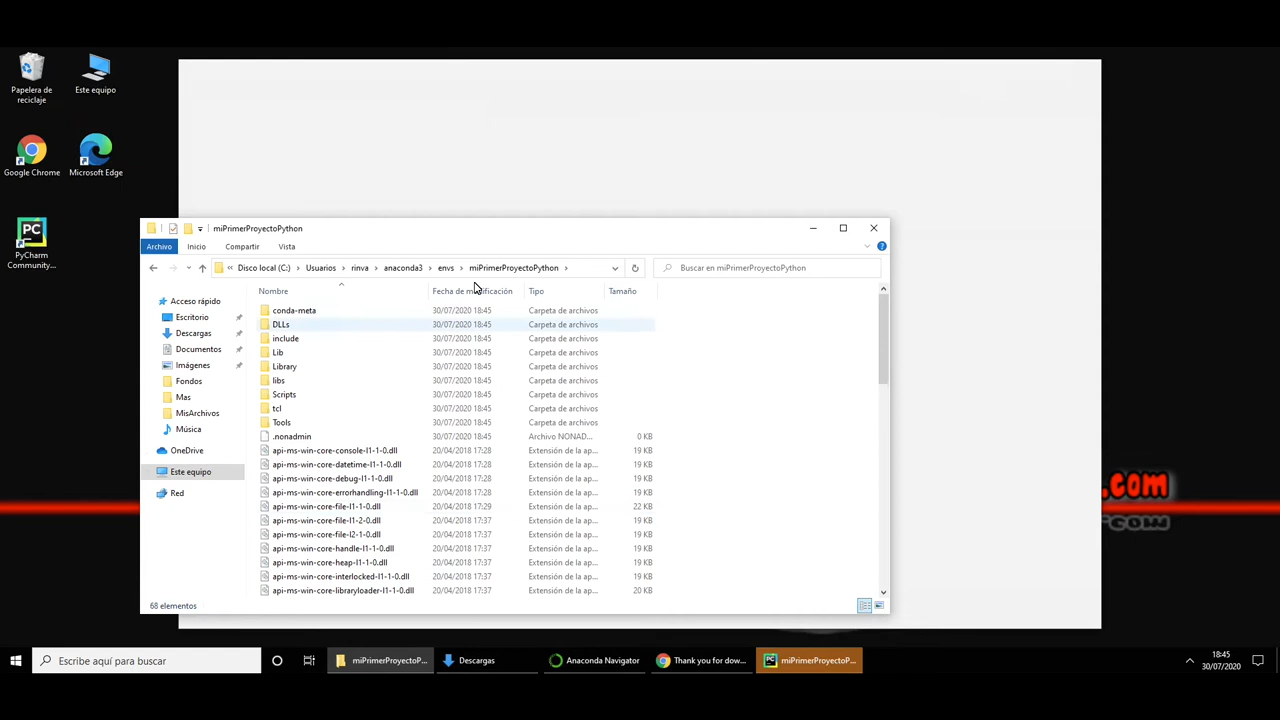 Papelera de
reciclaje
Este equipo
Google Chrome
Microsoft Edge
PyCharm
Community...
miPrimerProyectoPython
Archivo
Inicio
Compartir
Vista
« Disco local (C:) > Usuarios > rinva > anaconda3 > envs > miPrimerProyectoPython >
Buscar en miPrimerProyectoPython
Nombre
Fecha de modificación
Tipo
Tamaño
Acceso rápido
Escritorio
Descargas
Documentos
Imágenes
Fondos
Mas
MisArchivos
Música
OneDrive
Este equipo
Red
conda-meta 30/07/2020 18:45 Carpeta de archivos
DLLs 30/07/2020 18:45 Carpeta de archivos
include 30/07/2020 18:45 Carpeta de archivos
Lib 30/07/2020 18:45 Carpeta de archivos
Library 30/07/2020 18:45 Carpeta de archivos
libs 30/07/2020 18:45 Carpeta de archivos
Scripts 30/07/2020 18:45 Carpeta de archivos
tcl 30/07/2020 18:45 Carpeta de archivos
Tools 30/07/2020 18:45 Carpeta de archivos
.nonadmin 30/07/2020 18:45 Archivo NONAD... 0 KB
api-ms-win-core-console-l1-1-0.dll 20/04/2018 17:28 Extensión de la ap... 19 KB
api-ms-win-core-datetime-l1-1-0.dll 20/04/2018 17:28 Extensión de la ap... 19 KB
api-ms-win-core-debug-l1-1-0.dll 20/04/2018 17:28 Extensión de la ap... 19 KB
api-ms-win-core-errorhandling-l1-1-0.dll 20/04/2018 17:28 Extensión de la ap... 19 KB
api-ms-win-core-file-l1-1-0.dll 20/04/2018 17:29 Extensión de la ap... 22 KB
api-ms-win-core-file-l1-2-0.dll 20/04/2018 17:37 Extensión de la ap... 19 KB
api-ms-win-core-file-l2-1-0.dll 20/04/2018 17:37 Extensión de la ap... 19 KB
api-ms-win-core-handle-l1-1-0.dll 20/04/2018 17:37 Extensión de la ap... 19 KB
api-ms-win-core-heap-l1-1-0.dll 20/04/2018 17:37 Extensión de la ap... 19 KB
api-ms-win-core-interlocked-l1-1-0.dll 20/04/2018 17:37 Extensión de la ap... 19 KB
api-ms-win-core-libraryloader-l1-1-0.dll 20/04/2018 17:37 Extensión de la ap... 20 KB
68 elementos
.com
Escribe aquí para buscar
miPrimerProyectoP...
Descargas
Anaconda Navigator
Thank you for dow...
miPrimerProyectoP...
18:45
30/07/2020